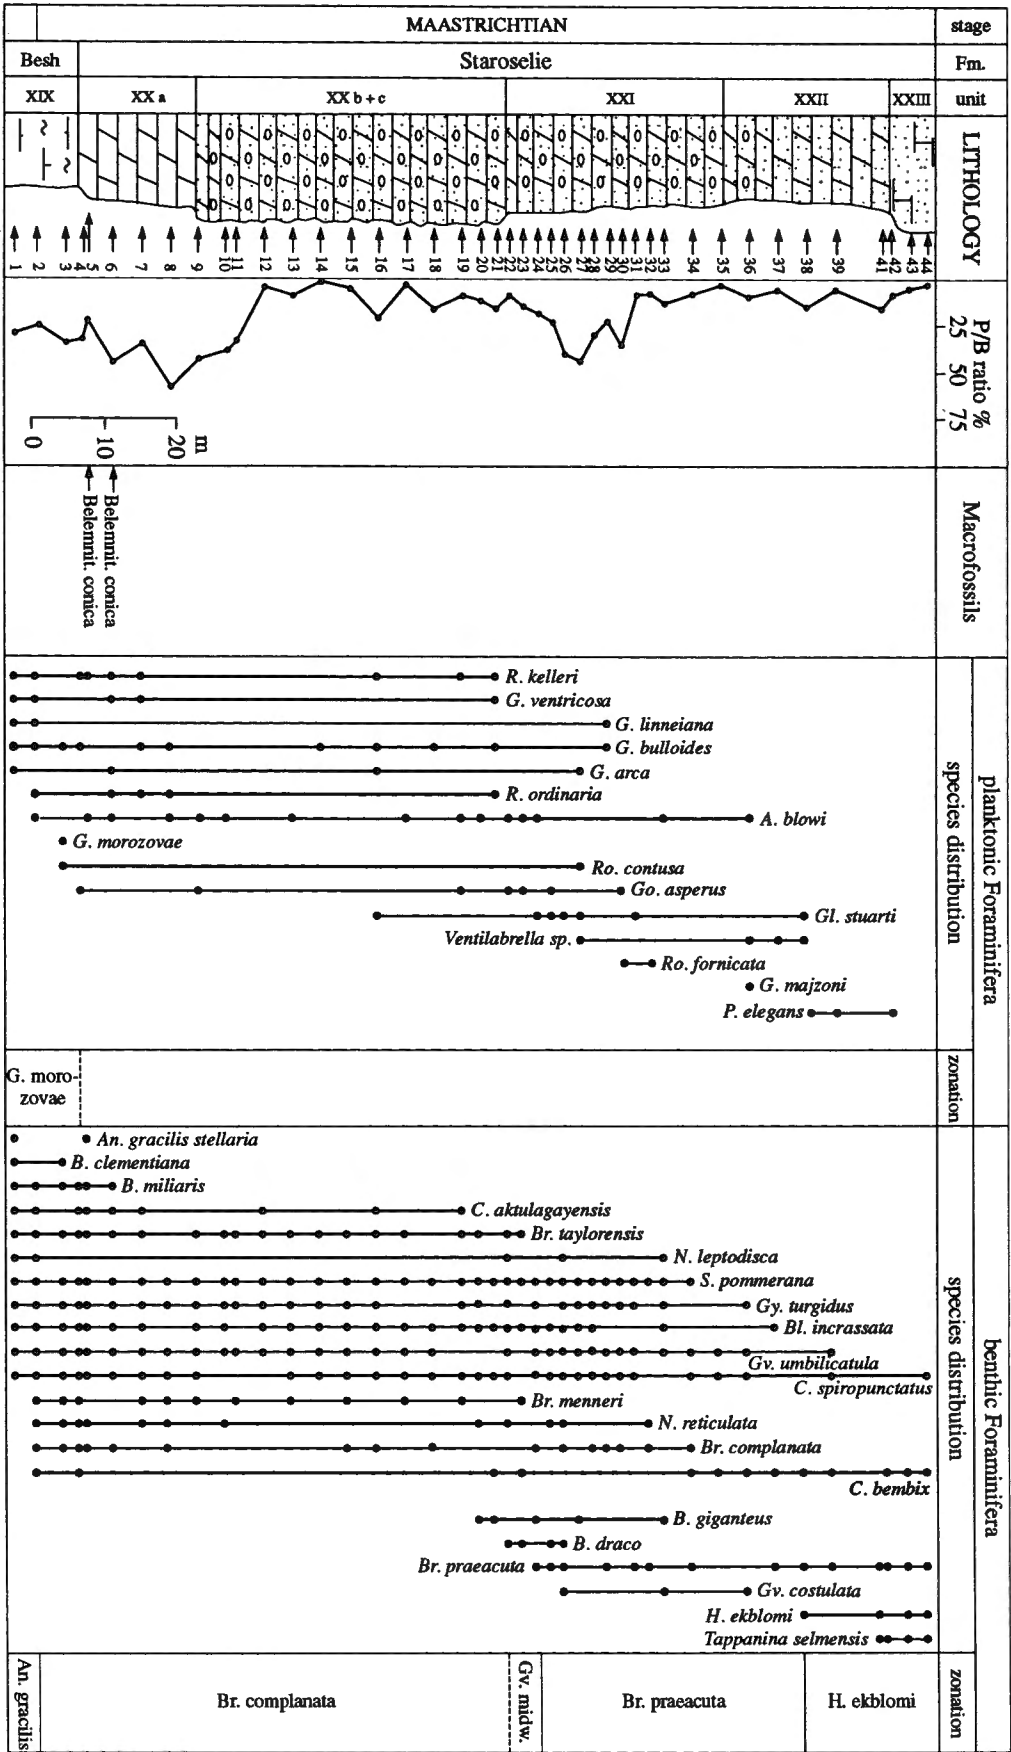 MAASTRICHTIAN
stage
Besh
Staroselie
Fm.
XIX
XX a
XX b + c
XXI
XXII
XXIII
unit
LITHOLOGY
1
2
3
4
5
6
7
8
9
10
11
12
13
14
15
16
17
18
19
20
21
22
23
24
25
26
27
28
29
30
31
32
33
34
35
36
37
38
39
41
42
43
44
P/B ratio %
25
50
75
0
10
20
m
Macrofossils
Belemnit. conica
Belemnit. conica
planktonic Foraminifera
species distribution
R. kelleri
G. ventricosa
G. linneiana
G. bulloides
G. arca
R. ordinaria
A. blowi
G. morozovae
Ro. contusa
Go. asperus
Gl. stuarti
Ventilabrella sp.
Ro. fornicata
G. majzoni
P. elegans
zonation
G. moro-
zovae
benthic Foraminifera
species distribution
An. gracilis stellaria
B. clementiana
B. miliaris
C. aktulagayensis
Br. taylorensis
N. leptodisca
S. pommerana
Gy. turgidus
Bl. incrassata
Gv. umbilicatula
C. spiropunctatus
Br. menneri
N. reticulata
Br. complanata
C. bembix
B. giganteus
B. draco
Br. praeacuta
Gv. costulata
H. ekblomi
Tappanina selmensis
zonation
An. gracilis
Br. complanata
Gv. midw.
Br. praeacuta
H. ekblomi